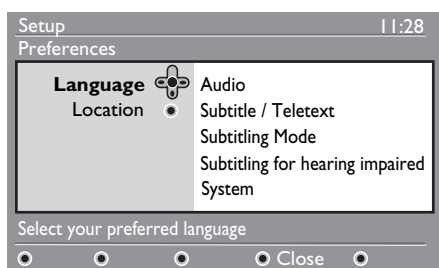 Setup 11:28
Preferences
Language Audio
Location Subtitle / Teletext
Subtitling Mode
Subtitling for hearing impaired
System
Select your preferred language
Close